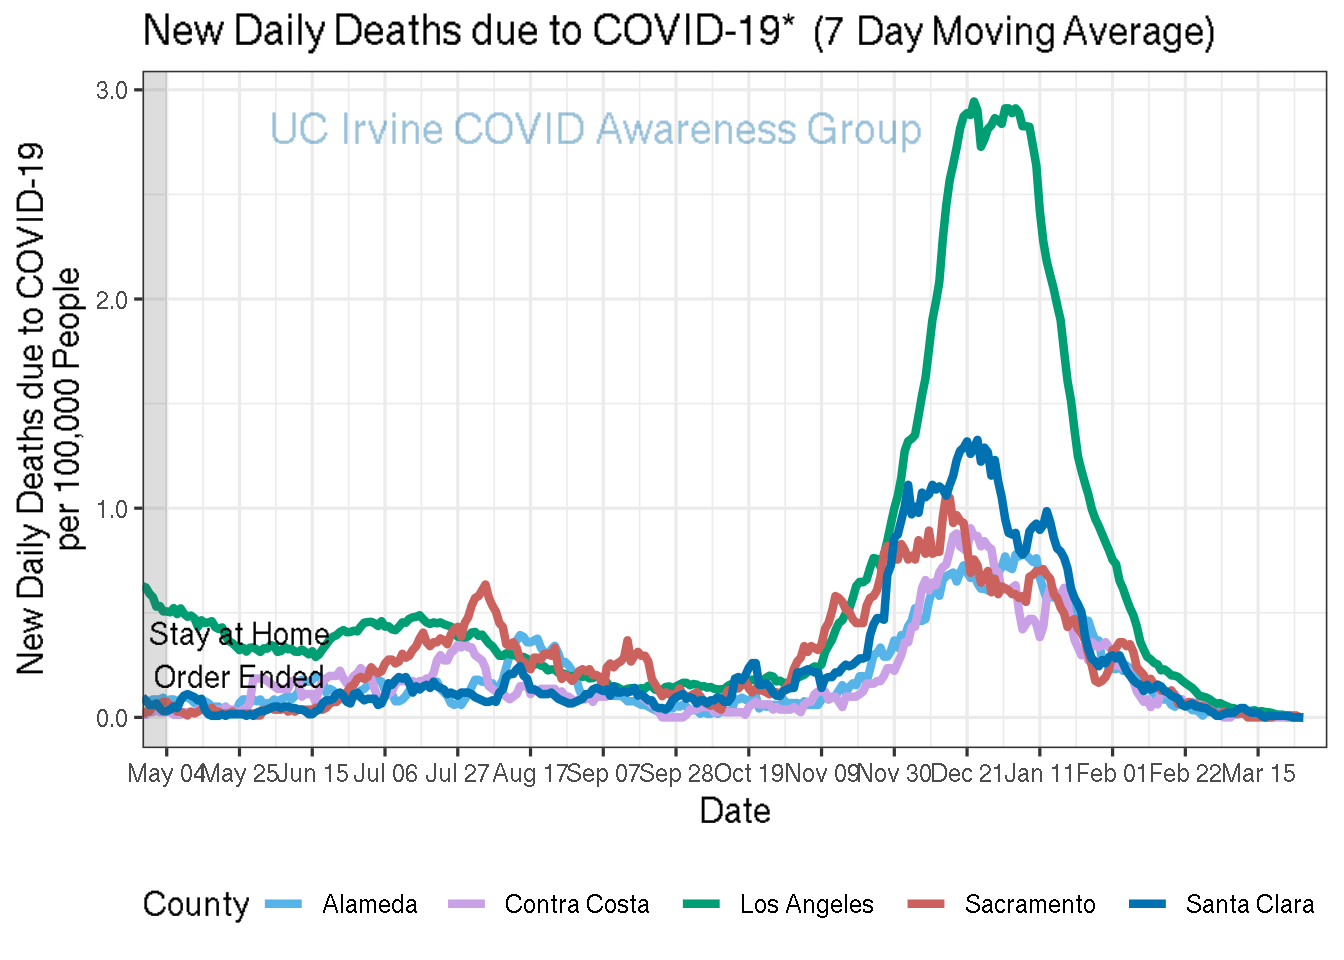 New Daily Deaths due to COVID-19* (7 Day Moving Average)
UC Irvine COVID Awareness Group
New Daily Deaths due to COVID-19
per 100,000 People
3.0
2.0
1.0
0.0
Stay at Home
Order Ended
May 04 May 25 Jun 15 Jul 06 Jul 27 Aug 17 Sep 07 Sep 28 Oct 19 Nov 09 Nov 30 Dec 21 Jan 11 Feb 01 Feb 22 Mar 15
Date
County Alameda Contra Costa Los Angeles Sacramento Santa Clara